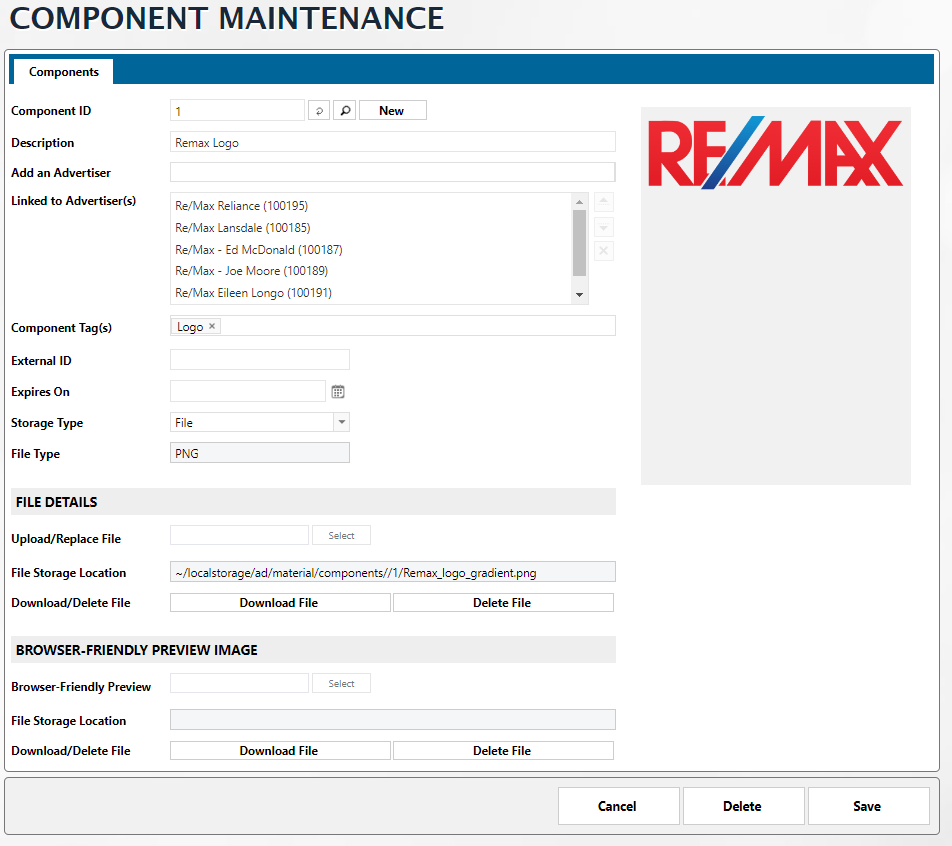 COMPONENT MAINTENANCE
Components
Component ID 1 New
Description Remax Logo
Add an Advertiser
Linked to Advertiser(s)
Re/Max Reliance (100195)
Re/Max Lansdale (100185)
Re/Max - Ed McDonald (100187)
Re/Max - Joe Moore (100189)
Re/Max Eileen Longo (100191)
Component Tag(s) Logo ×
External ID
Expires On
Storage Type File
File Type PNG
RE/MAX
FILE DETAILS
Upload/Replace File Select
File Storage Location ~/localstorage/ad/material/components//1/Remax_logo_gradient.png
Download/Delete File Download File Delete File
BROWSER-FRIENDLY PREVIEW IMAGE
Browser-Friendly Preview Select
File Storage Location
Download/Delete File Download File Delete File
Cancel Delete Save